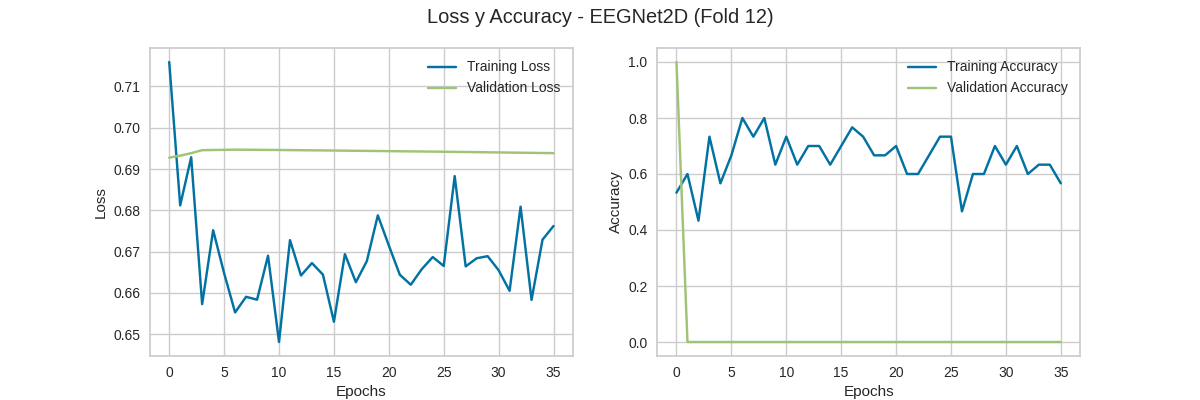 Loss y Accuracy - EEGNet2D (Fold 12)
Training Loss
Validation Loss
0.71
0.70
0.69
0.68
0.67
0.66
0.65
Loss
0 5 10 15 20 25 30 35
Epochs
Training Accuracy
Validation Accuracy
1.0
0.8
0.6
0.4
0.2
0.0
Accuracy
0 5 10 15 20 25 30 35
Epochs